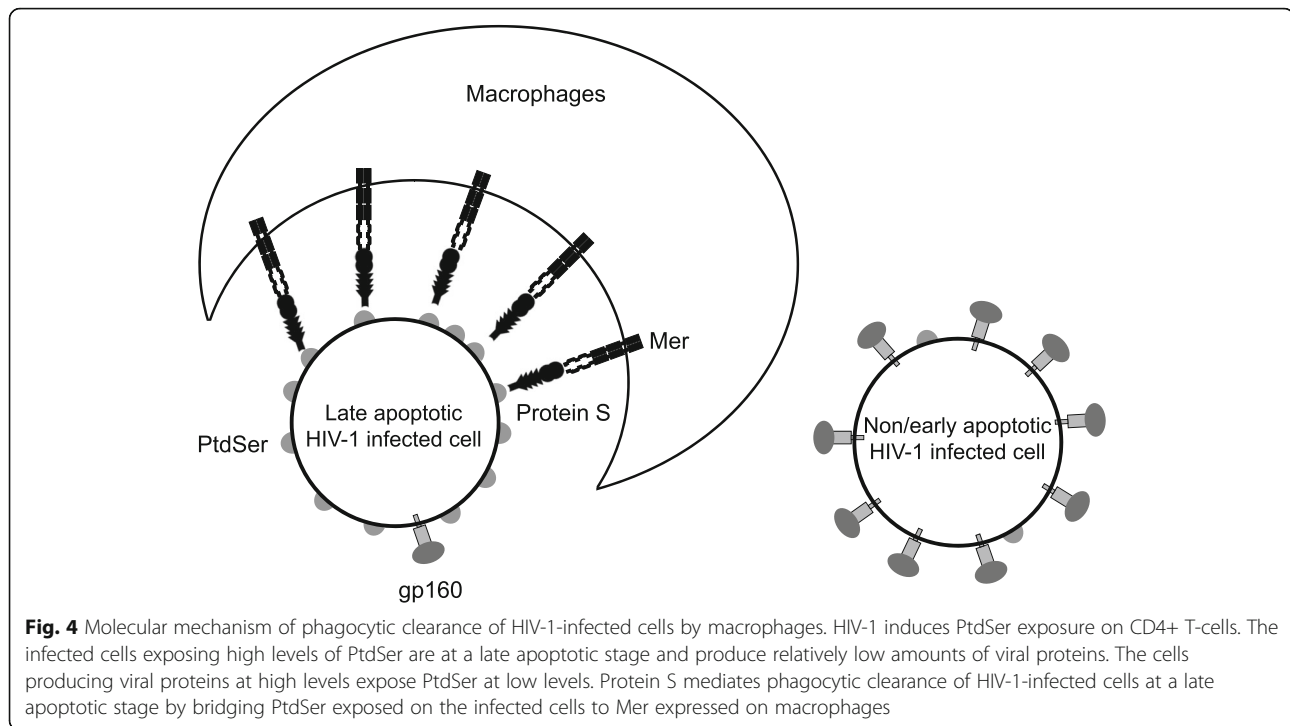 Macrophages
Mer
Protein S
Late apoptotic
HIV-1 infected cell
PtdSer
gp160
Non/early apoptotic
HIV-1 infected cell
Fig. 4 Molecular mechanism of phagocytic clearance of HIV-1-infected cells by macrophages. HIV-1 induces PtdSer exposure on CD4+ T-cells. The
infected cells exposing high levels of PtdSer are at a late apoptotic stage and produce relatively low amounts of viral proteins. The cells
producing viral proteins at high levels expose PtdSer at low levels. Protein S mediates phagocytic clearance of HIV-1-infected cells at a late
apoptotic stage by bridging PtdSer exposed on the infected cells to Mer expressed on macrophages